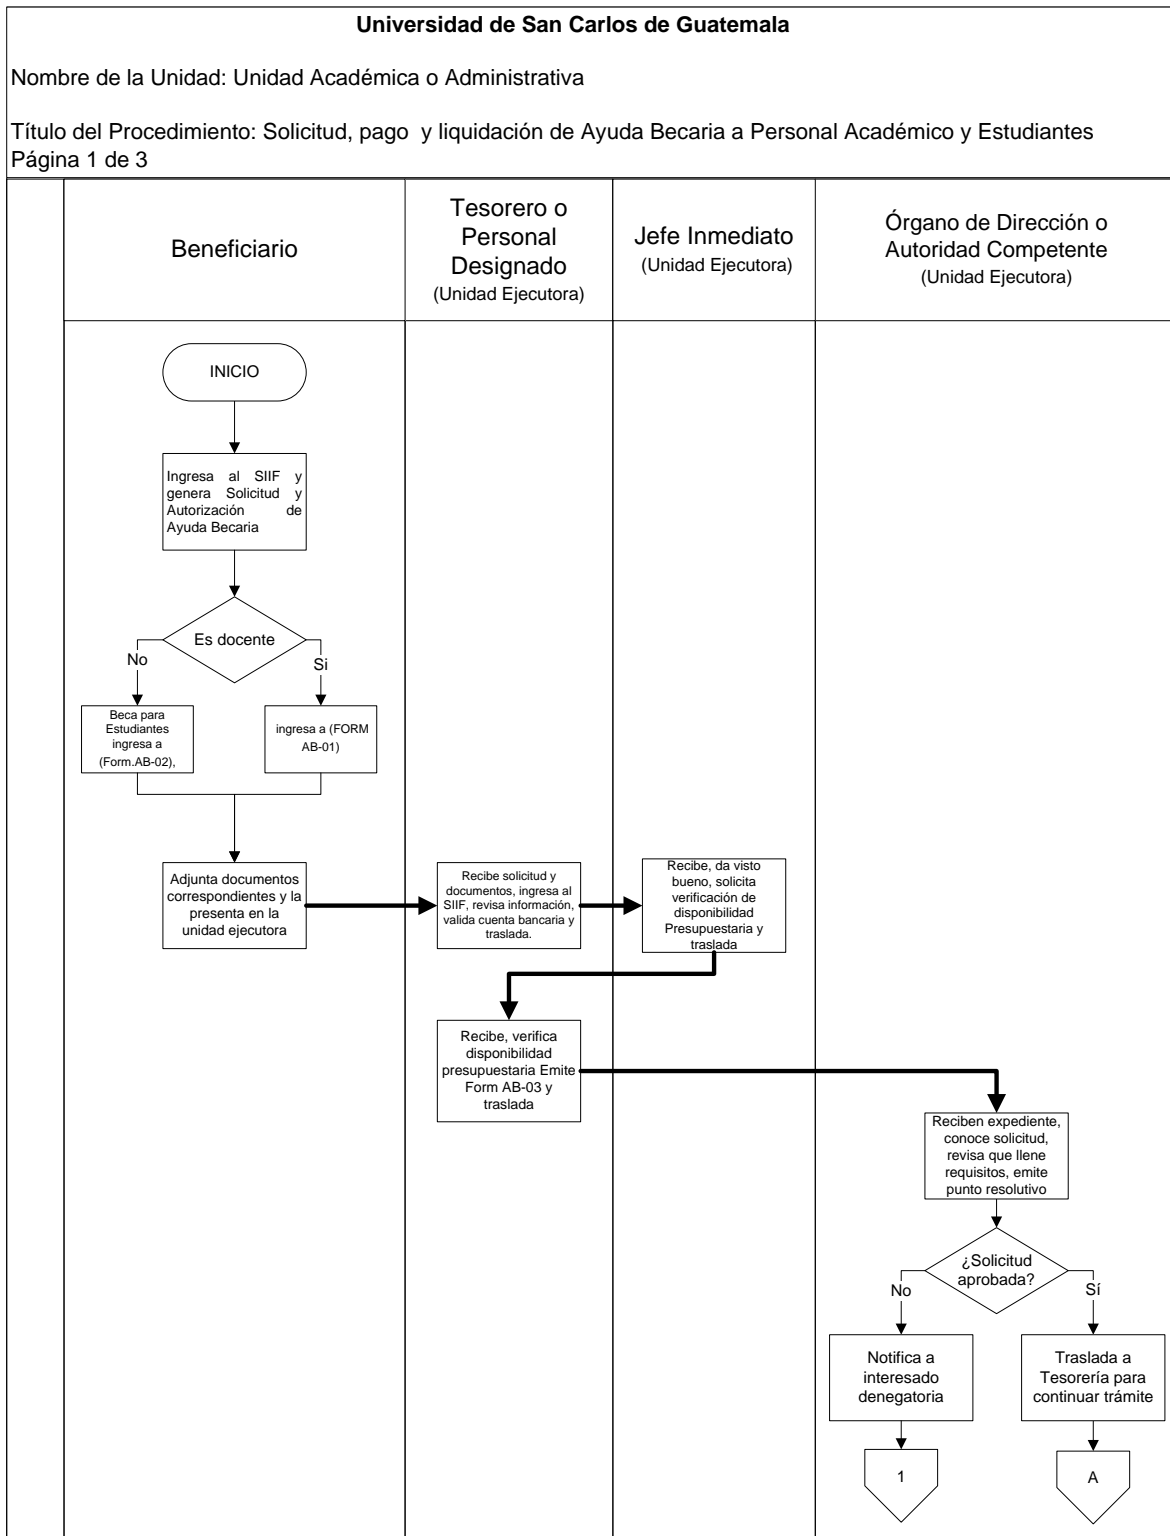 Universidad de San Carlos de Guatemala
Nombre de la Unidad: Unidad Académica o Administrativa
Título del Procedimiento: Solicitud, pago y liquidación de Ayuda Becaria a Personal Académico y Estudiantes
Página 1 de 3
Beneficiario
Tesorero o
Personal
Designado
(Unidad Ejecutora)
Jefe Inmediato
(Unidad Ejecutora)
Órgano de Dirección o
Autoridad Competente
(Unidad Ejecutora)
INICIO
Ingresa al SIIF y
genera Solicitud y
Autorización de
Ayuda Becaria
Es docente
No
Si
Beca para
Estudiantes
ingresa a
(Form.AB-02),
ingresa a (FORM
AB-01)
Adjunta documentos
correspondientes y la
presenta en la
unidad ejecutora
Recibe solicitud y
documentos, ingresa al
SIIF, revisa información,
valida cuenta bancaria y
traslada.
Recibe, da visto
bueno, solicita
verificación de
disponibilidad
Presupuestaria y
traslada
Recibe, verifica
disponibilidad
presupuestaria Emite
Form AB-03 y
traslada
Reciben expediente,
conoce solicitud,
revisa que llene
requisitos, emite
punto resolutivo
¿Solicitud
aprobada?
No
Sí
Notifica a
interesado
denegatoria
Traslada a
Tesorería para
continuar trámite
1
A